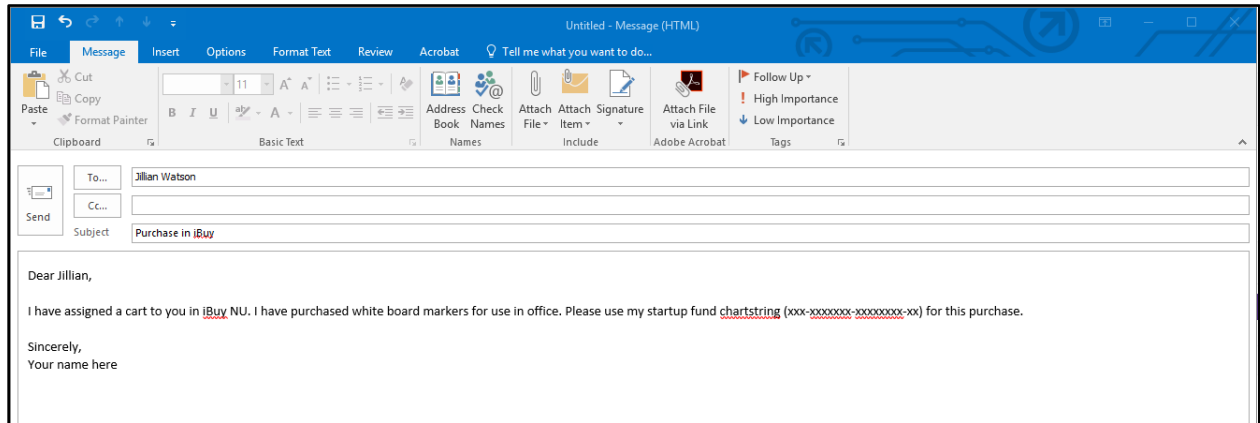 Untitled - Message (HTML)
File Message Insert Options Format Text Review Acrobat Tell me what you want to do...
Paste
Cut
Copy
Format Painter
Clipboard
11
B I U
Basic Text
Address Book
Check Names
Names
Attach File
Attach Item
Signature
Include
Attach File via Link
Adobe Acrobat
Follow Up
High Importance
Low Importance
Tags
Send
To... Jillian Watson
Cc...
Subject Purchase in iBuy
Dear Jillian,
I have assigned a cart to you in iBuy NU. I have purchased white board markers for use in office. Please use my startup fund chartstring (xxx-xxxxxxx-xxxxxxxx-xx) for this purchase.
Sincerely,
Your name here